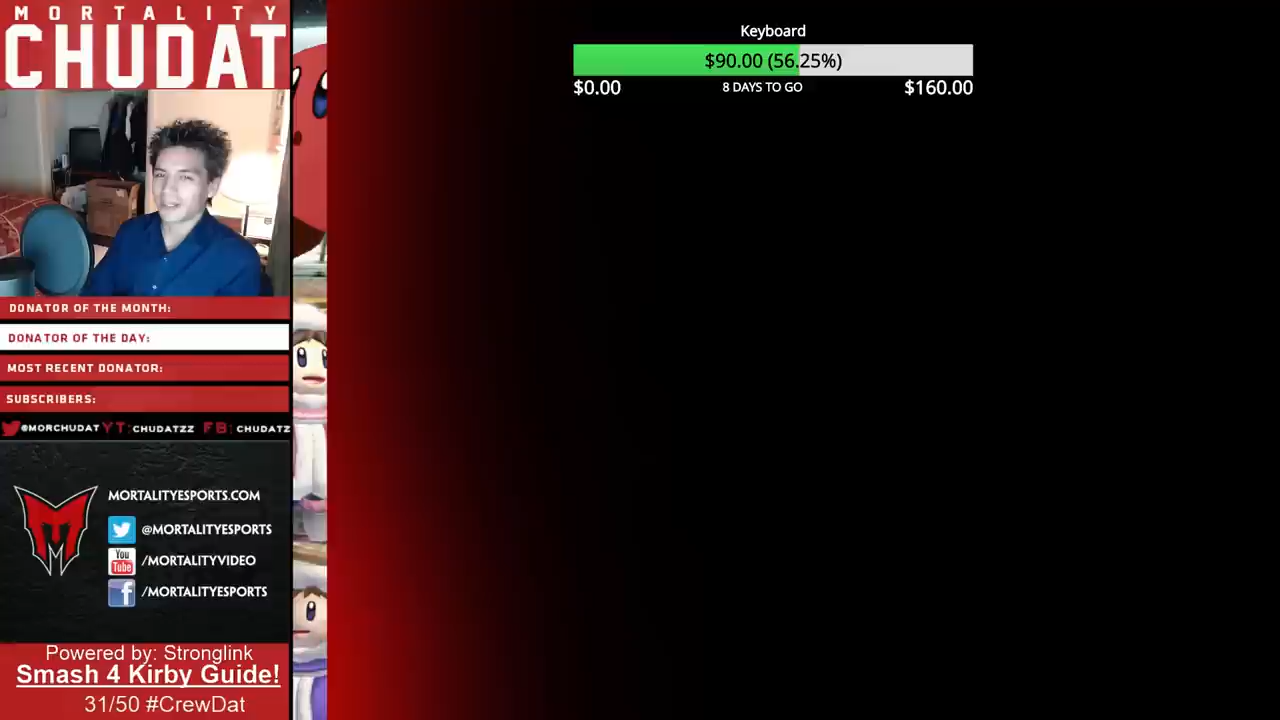 MORTALITY
CHUDAT
DONATOR OF THE MONTH:
DONATOR OF THE DAY:
MOST RECENT DONATOR:
SUBSCRIBERS:
@MORCHUDAT YT: CHUDATZZ FB: CHUDATZ
MORTALITYESPORTS.COM
@MORTALITYESPORTS
You
Tube
/MORTALITYVIDEO
f
/MORTALITYESPORTS
Powered by: Stronglink
Smash 4 Kirby Guide!
31/50 #CrewDat
Keyboard
$90.00 (56.25%)
$0.00 8 DAYS TO GO $160.00